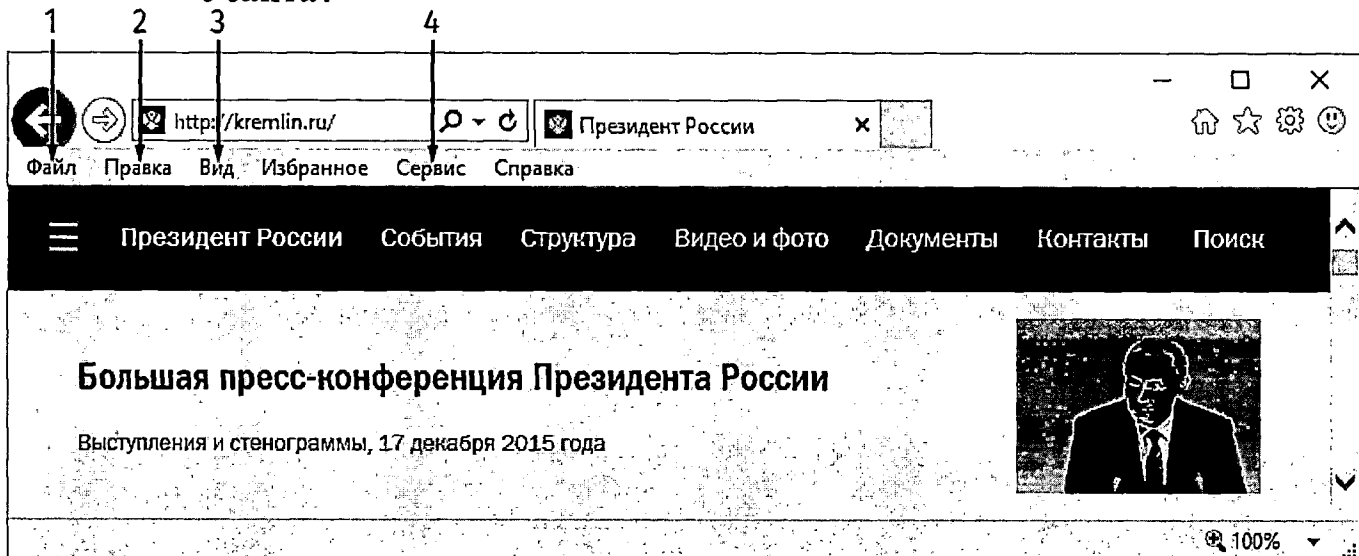 1 2 3 4
http://kremlin.ru/ Президент России
Файл Правка Вид Избранное Сервис Справка
Президент России События Структура Видео и фото Документы Контакты Поиск
Большая пресс-конференция Президента России
Выступления и стенограммы, 17 декабря 2015 года
100%